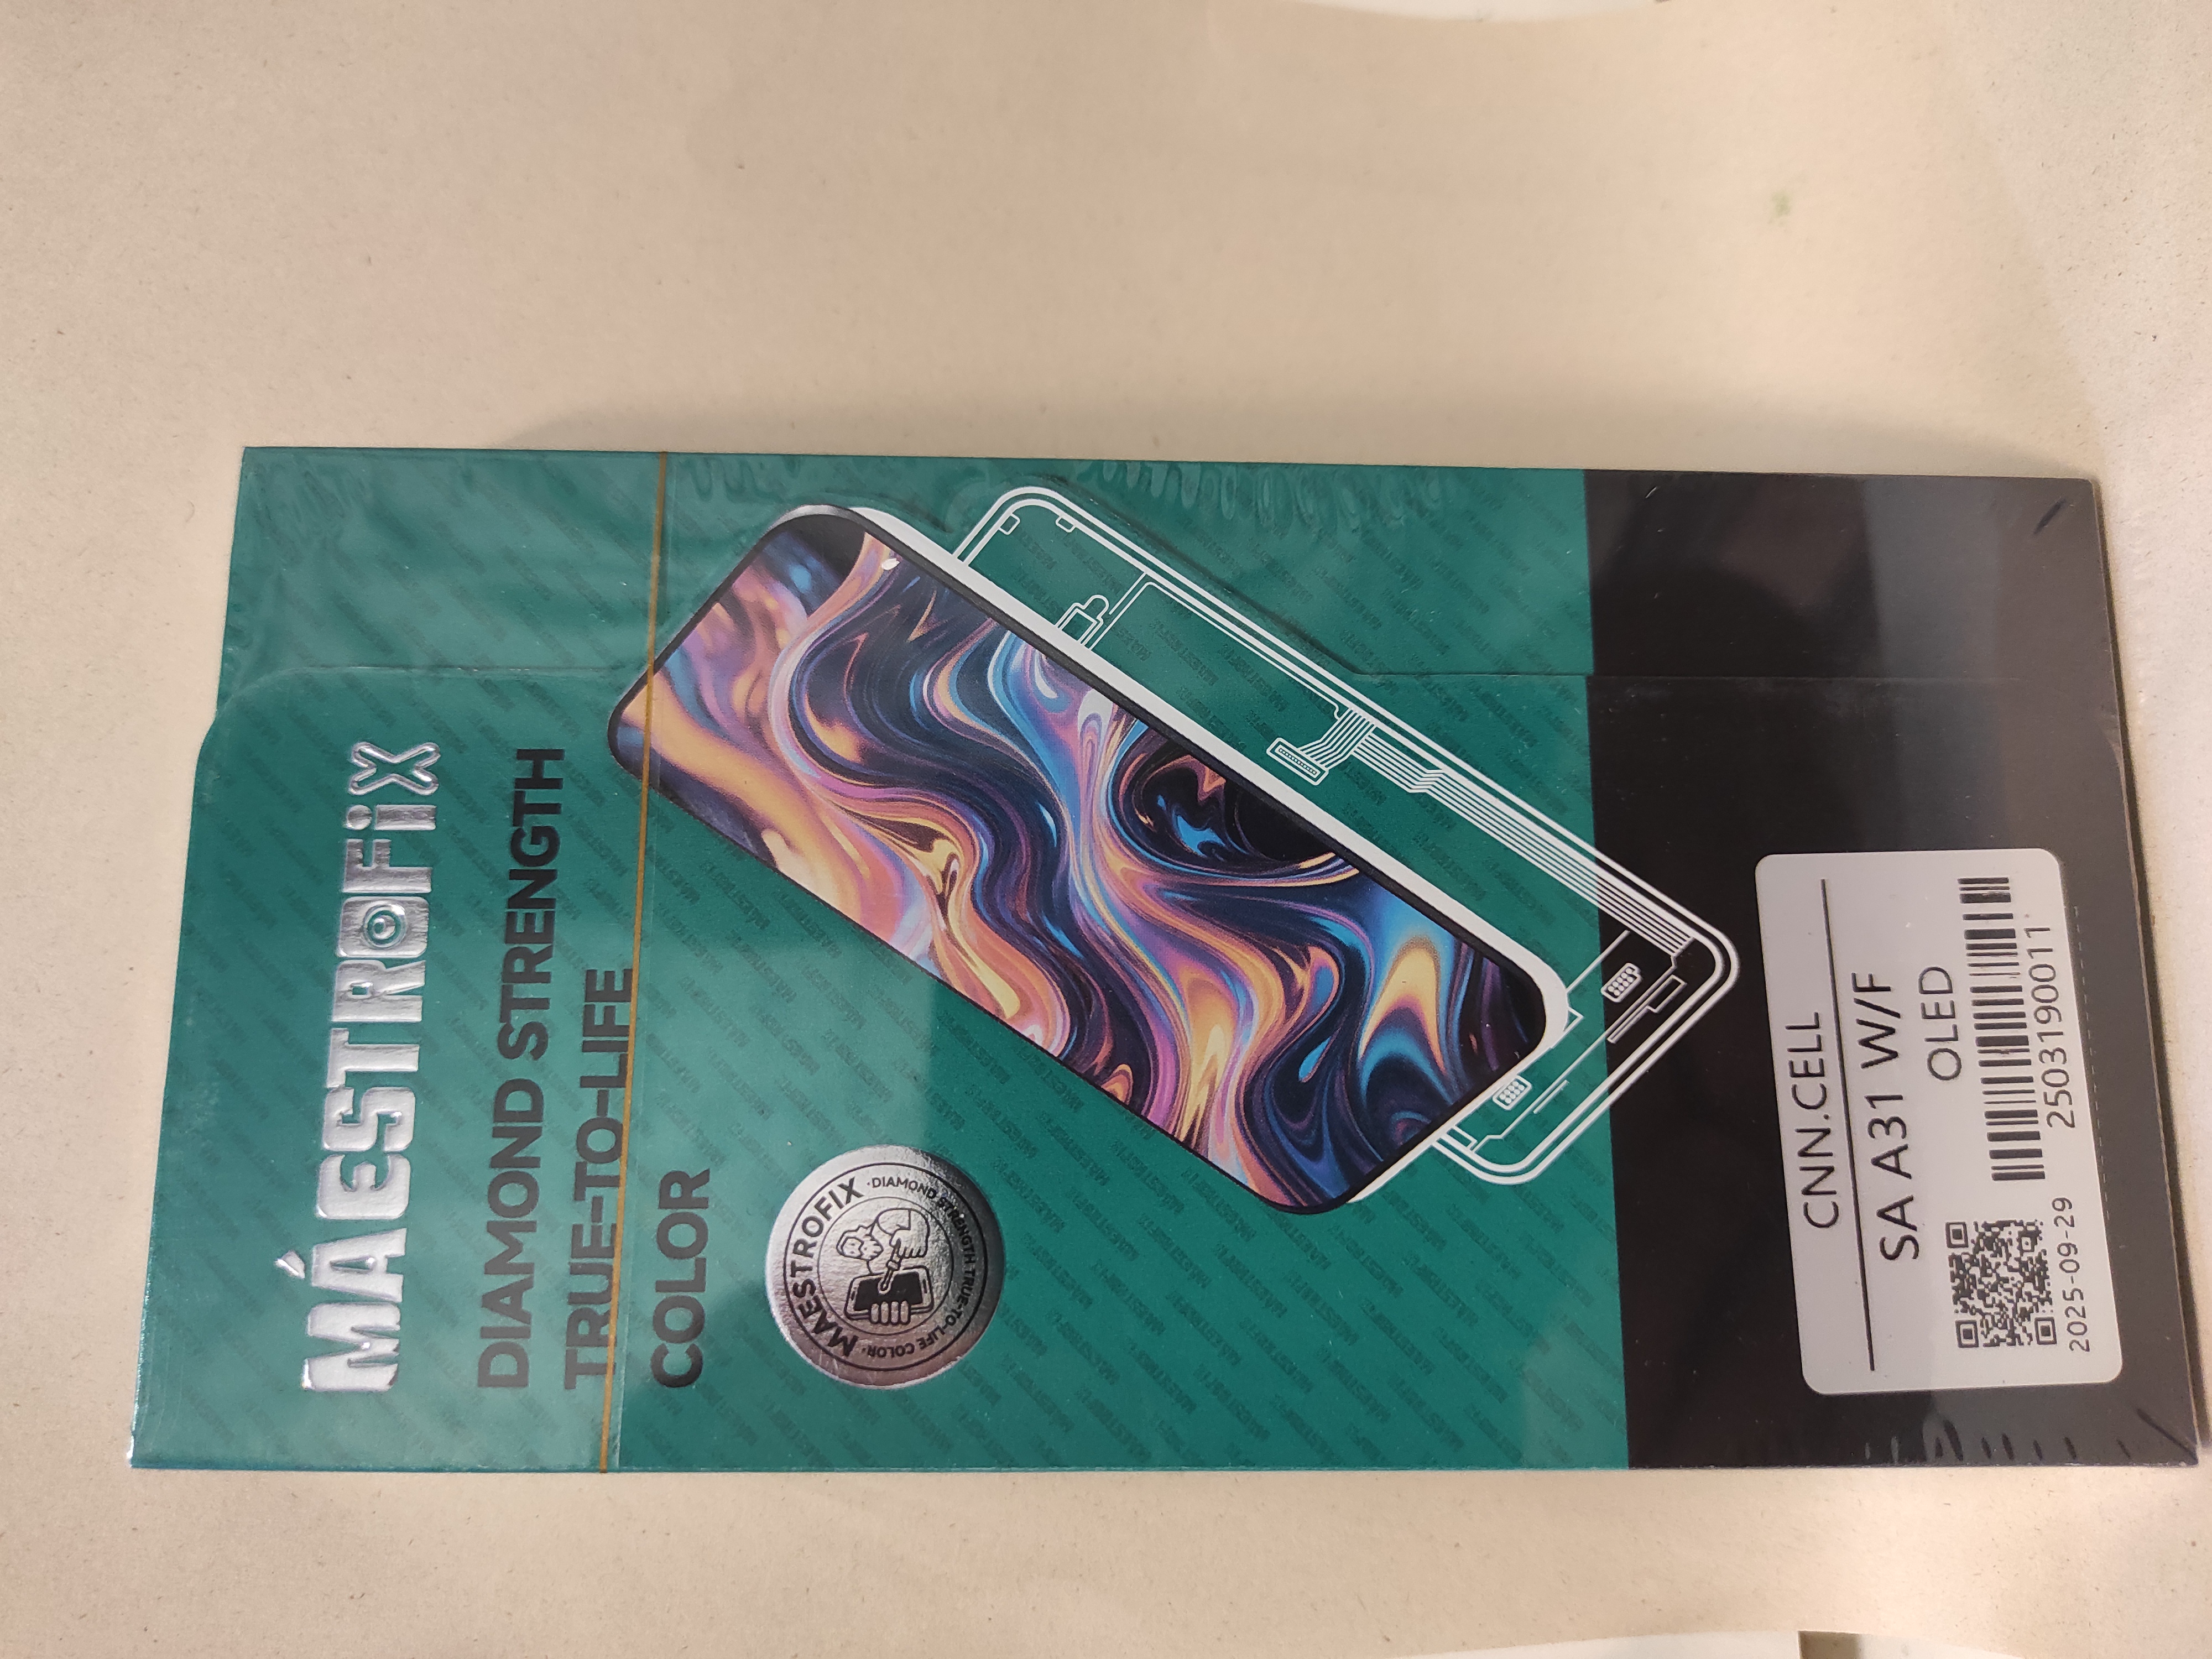 MÁESTROFiX
DIAMOND STRENGTH
TRUE-TO-LIFE
COLOR
MAESTROFIX ·DIAMOND STRENGTH·TRUE-TO-LIFE COLOR·
CNN.CELL
SA A31 W/F
OLED
2503190011
2025-09-29